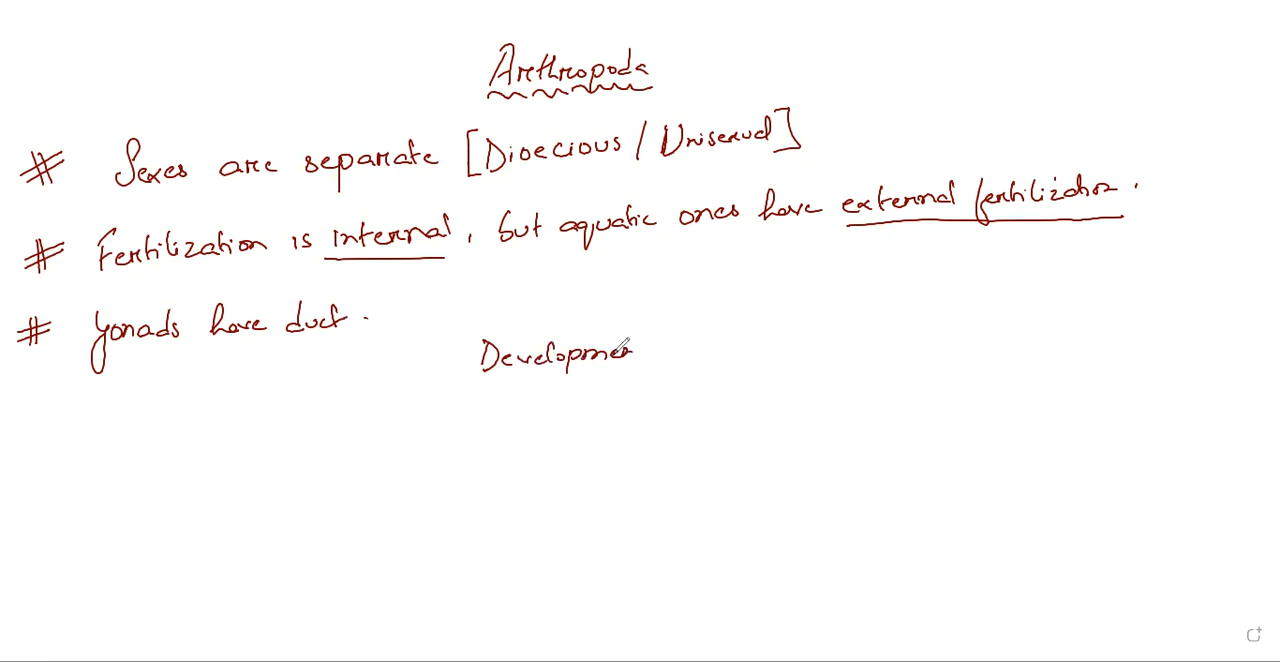 Arthropoda
# Sexes are separate [Dioecious / Unisexual]
# Fertilization is internal, but aquatic ones have external fertilization.
# Gonads have duct.
Developmen